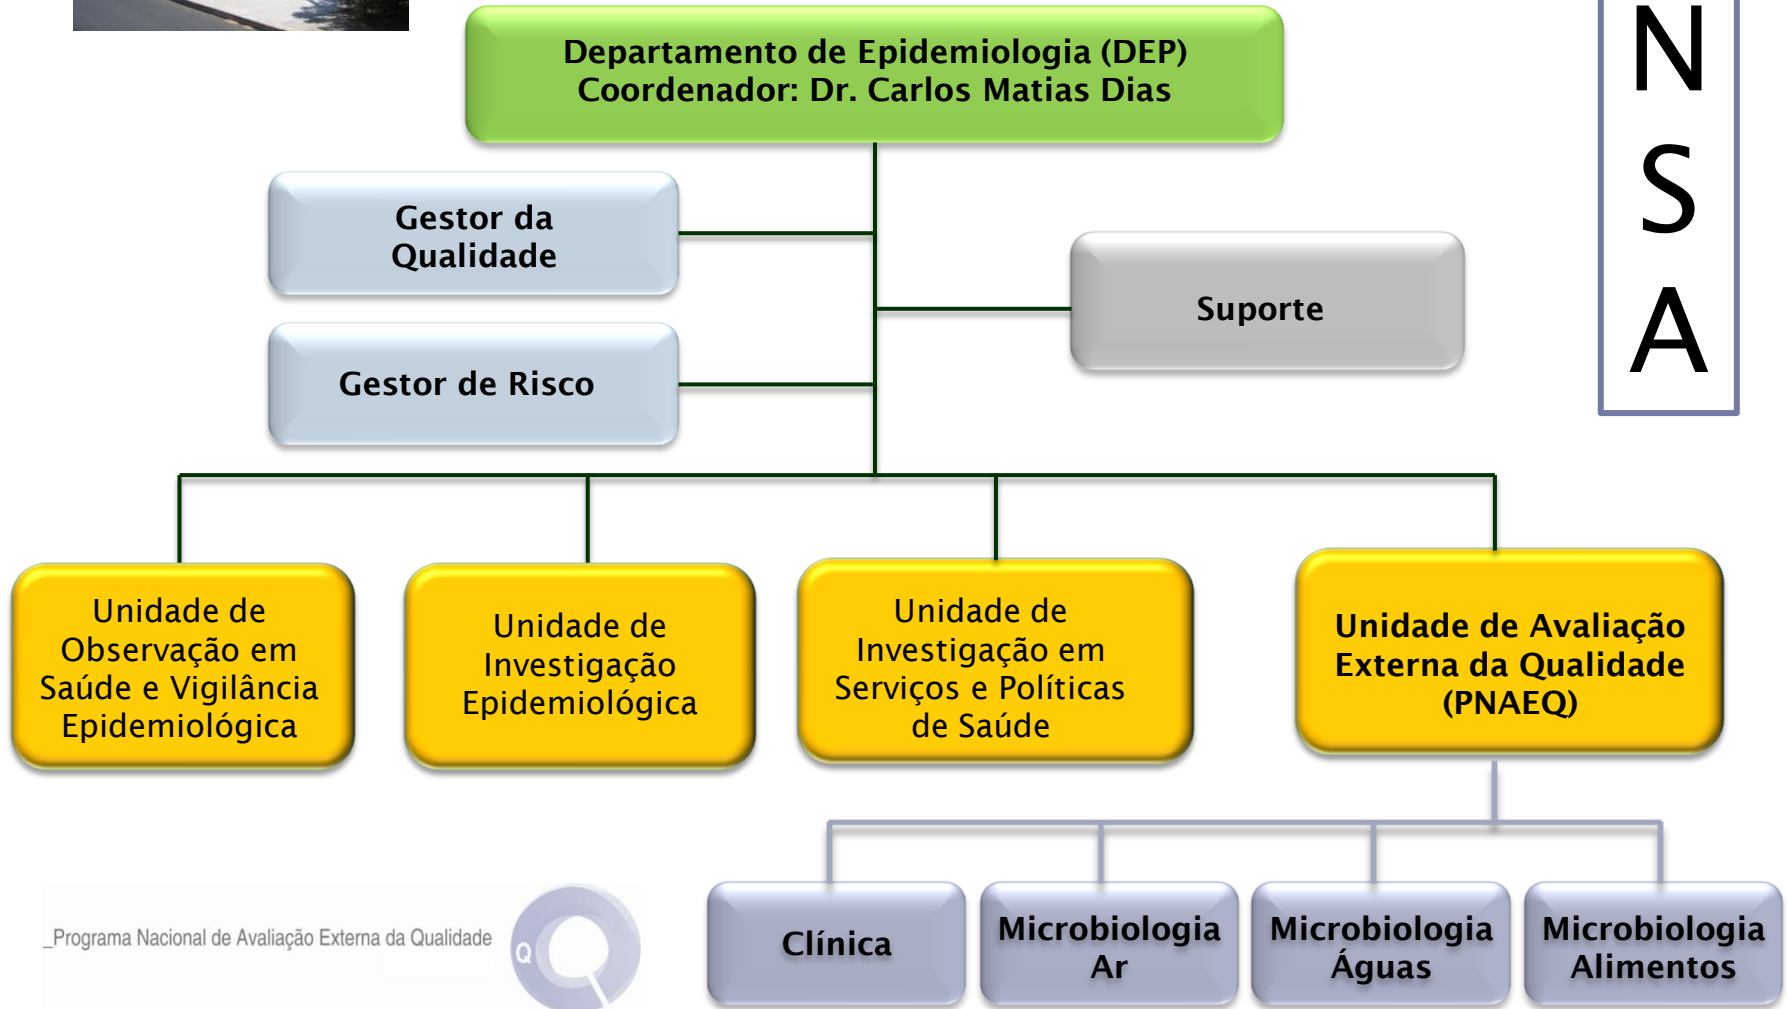 Departamento de Epidemiologia (DEP)
Coordenador: Dr. Carlos Matias Dias
N
S
A
Gestor da
Qualidade
Suporte
Gestor de Risco
Unidade de
Observação em
Saúde e Vigilância
Epidemiológica
Unidade de
Investigação
Epidemiológica
Unidade de
Investigação em
Serviços e Políticas
de Saúde
Unidade de Avaliação
Externa da Qualidade
(PNAEQ)
_Programa Nacional de Avaliação Externa da Qualidade
Q
Clínica
Microbiologia
Ar
Microbiologia
Águas
Microbiologia
Alimentos